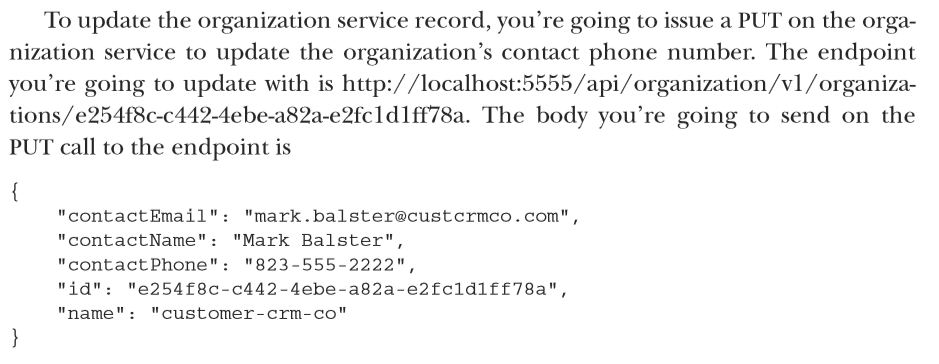 To update the organization service record, you're going to issue a PUT on the orga-
nization service to update the organization's contact phone number. The endpoint
you're going to update with is http://localhost:5555/api/organization/v1/organiza-
tions/e254f8c-c442-4ebe-a82a-e2fc1d1ff78a. The body you're going to send on the
PUT call to the endpoint is
{
    "contactEmail": "mark.balster@custcrmco.com",
    "contactName": "Mark Balster",
    "contactPhone": "823-555-2222",
    "id": "e254f8c-c442-4ebe-a82a-e2fc1d1ff78a",
    "name": "customer-crm-co"
}